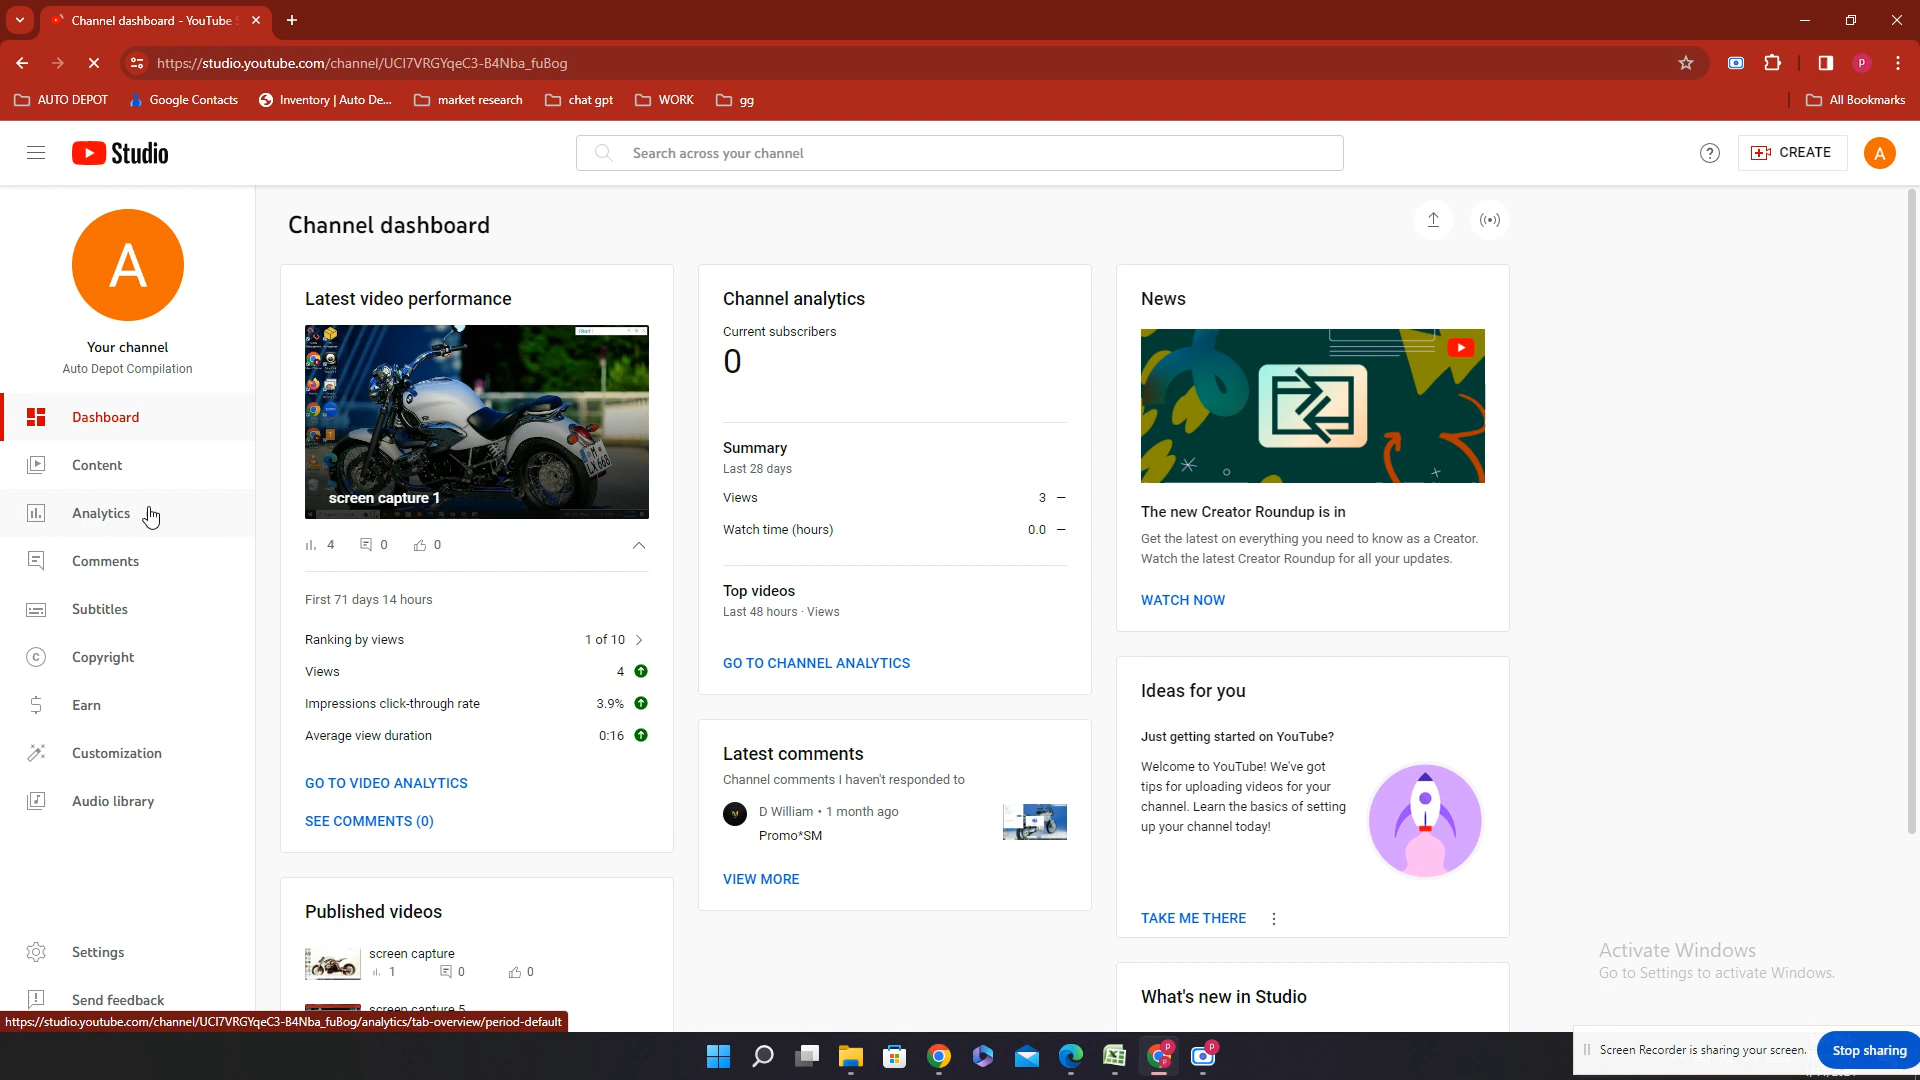 Channel dashboard - YouTube S
https://studio.youtube.com/channel/UCI7VRGYqeC3-B4Nba_fuBog
AUTO DEPOT
Google Contacts
Inventory | Auto De...
market research
chat gpt
WORK
gg
All Bookmarks
Studio
Search across your channel
CREATE
A
A
Your channel
Auto Depot Compilation
Dashboard
Content
Analytics
Comments
Subtitles
Copyright
Earn
Customization
Audio library
Settings
Send feedback
https://studio.youtube.com/channel/UCI7VRGYqeC3-B4Nba_fuBog/analytics/tab-overview/period-default
Channel dashboard
Latest video performance
screen capture 1
4 0 0
First 71 days 14 hours
Ranking by views 1 of 10
Views 4
Impressions click-through rate 3.9%
Average view duration 0:16
GO TO VIDEO ANALYTICS
SEE COMMENTS (0)
Published videos
screen capture
1 0 0
screen capture 5
Channel analytics
Current subscribers
0
Summary
Last 28 days
Views 3 —
Watch time (hours) 0.0 —
Top videos
Last 48 hours · Views
GO TO CHANNEL ANALYTICS
Latest comments
Channel comments I haven't responded to
D William • 1 month ago
Promo*SM
VIEW MORE
News
The new Creator Roundup is in
Get the latest on everything you need to know as a Creator.
Watch the latest Creator Roundup for all your updates.
WATCH NOW
Ideas for you
Just getting started on YouTube?
Welcome to YouTube! We've got
tips for uploading videos for your
channel. Learn the basics of setting
up your channel today!
TAKE ME THERE
What's new in Studio
Activate Windows
Go to Settings to activate Windows.
Screen Recorder is sharing your screen.
Stop sharing